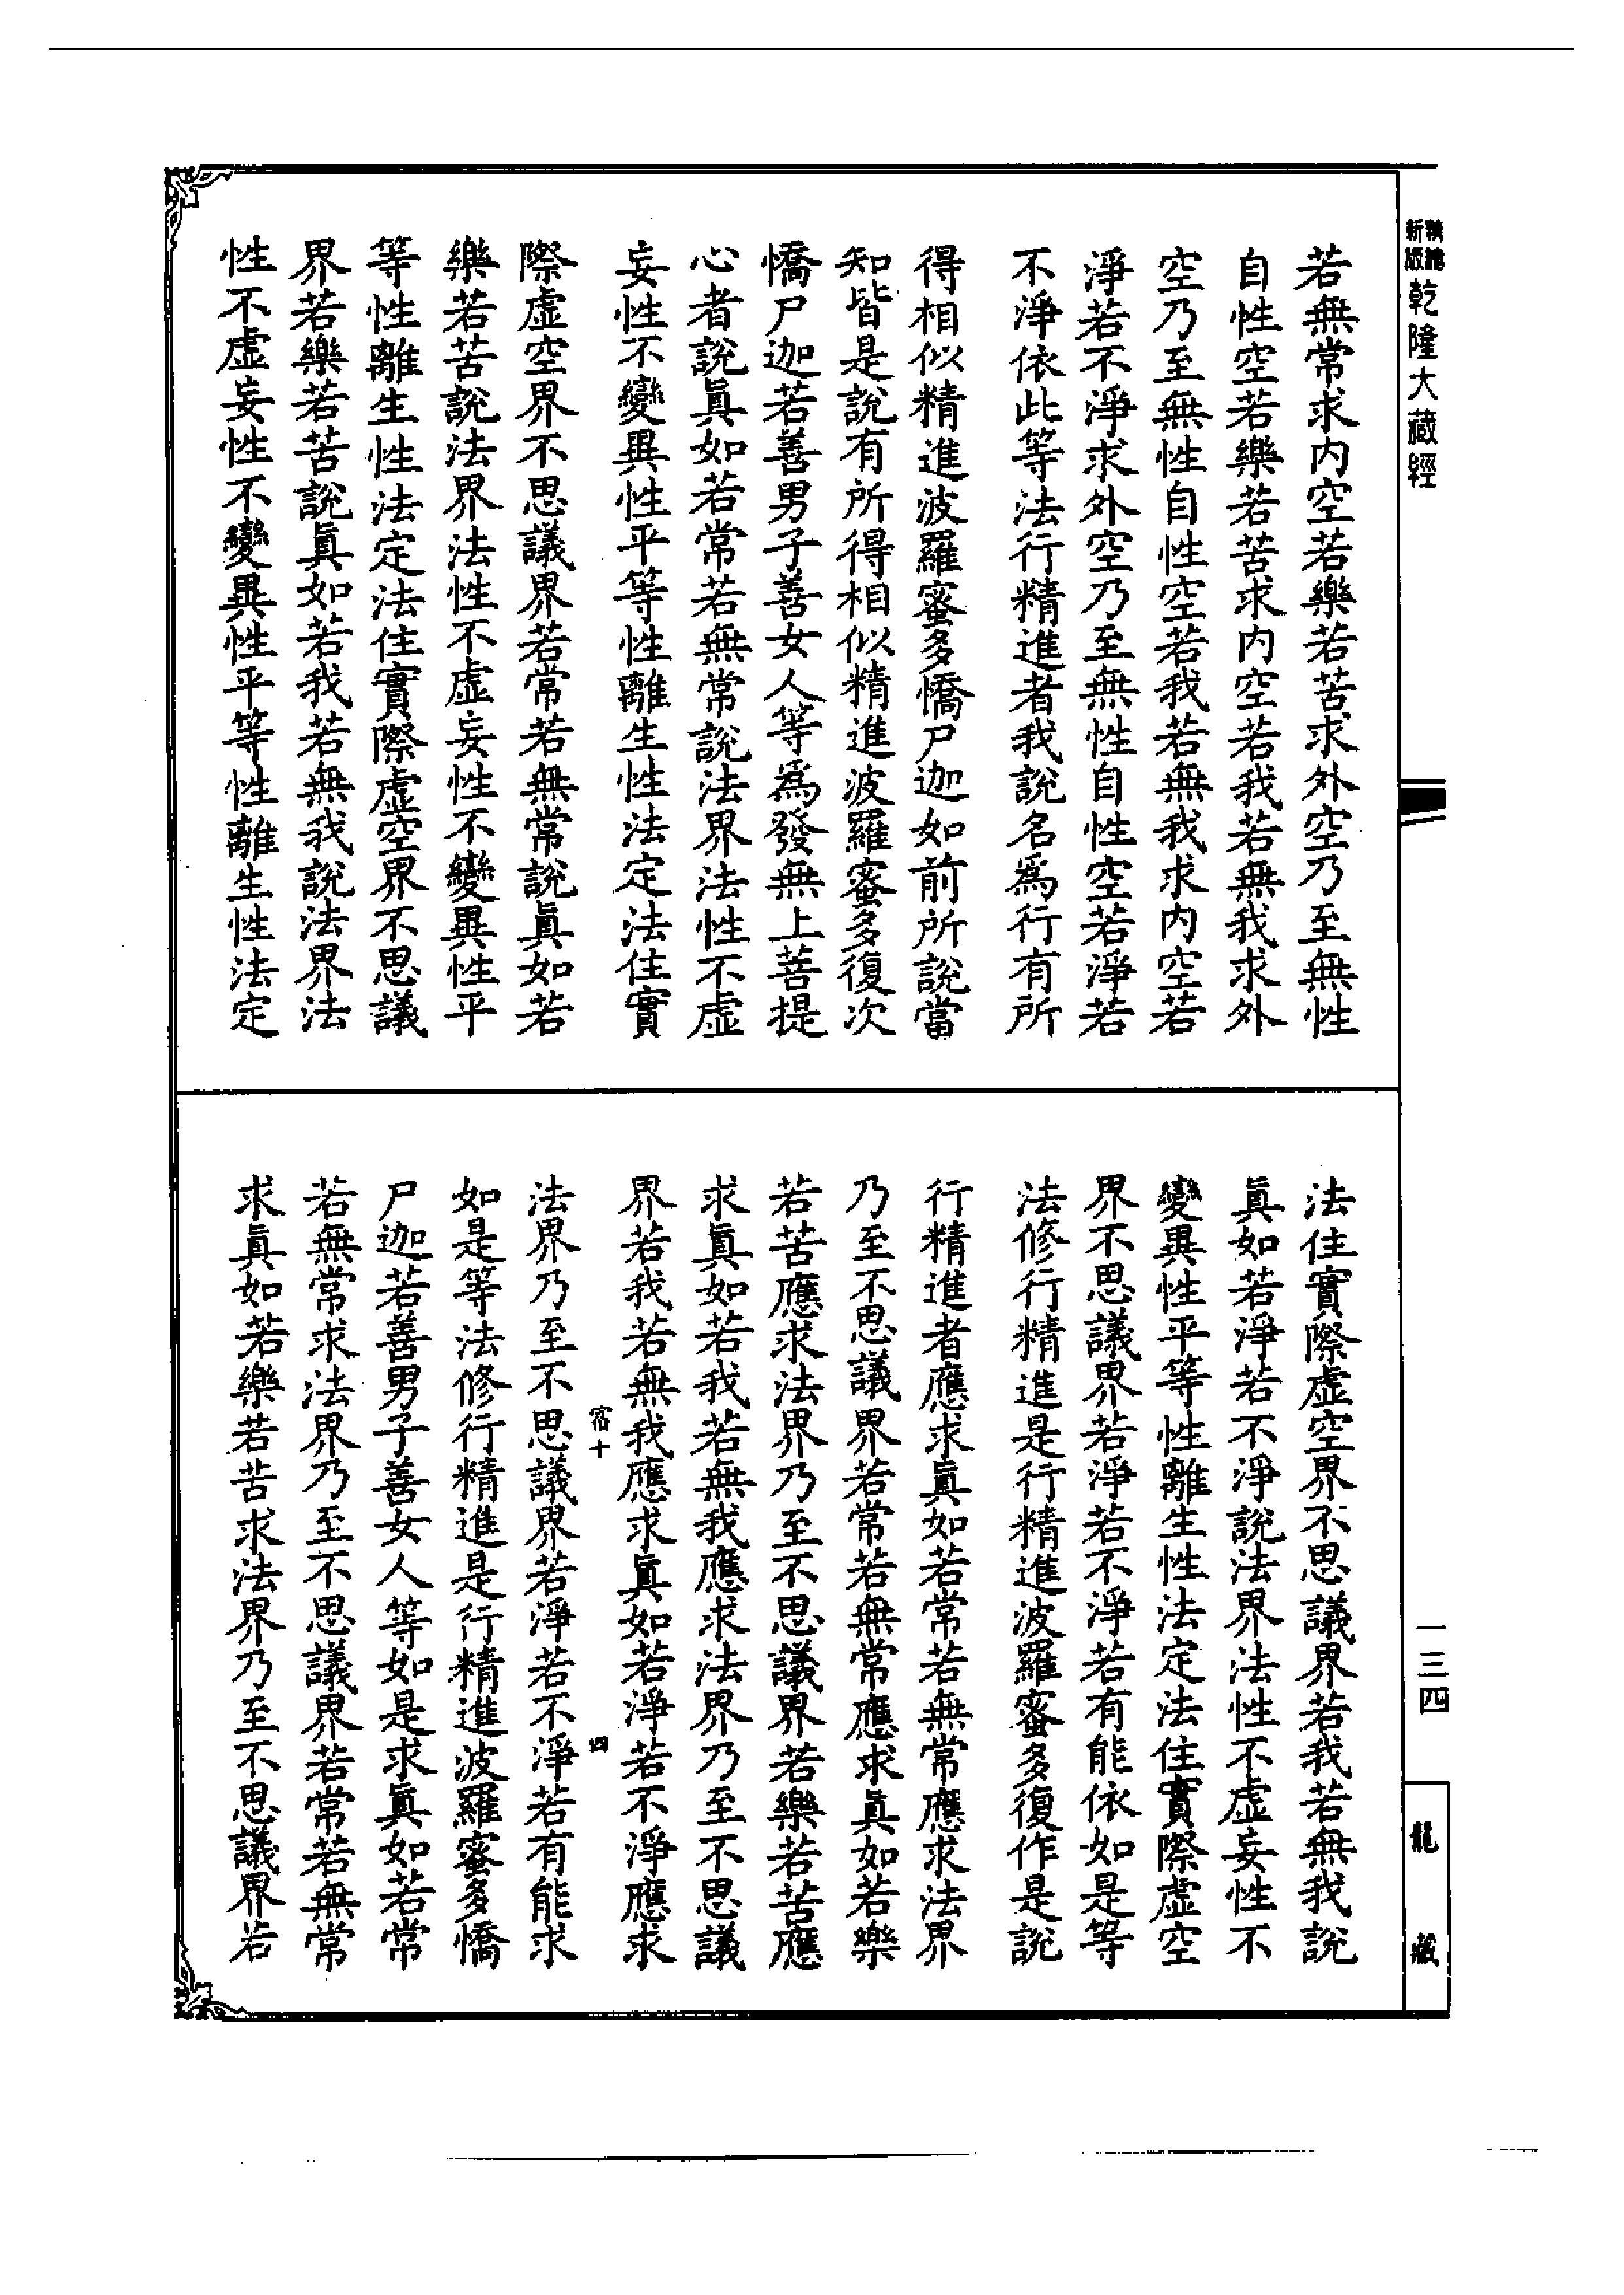 新版
乾隆大藏經
若無常求内空若樂若苦求外空乃至無性
自性空若樂若苦求内空若我若無我求外
空乃至無性自性空若我若無我求内空若
淨若不淨求外空乃至無性自性空若淨若
不淨依此等法行精進者我說名爲行有所
得相似精進波羅蜜多憍尸迦如前所說當
知皆是說有所得相似精進波羅蜜多復次
憍尸迦若善男子善女人等爲發無上菩提
心者說眞如若常若無常說法界法性不虛
妄性不變異性平等性離生性法定法住實
際虛空界不思議界若常若無常說眞如若
樂若苦說法界法性不虛妄性不變異性平
等性離生性法定法住實際虛空界不思議
界若樂若苦說眞如若我若無我說法界法
性不虛妄性不變異性平等性離生性法定
法住實際虛空界不思議界若我若無我說
眞如若淨若不淨說法界法性不虛妄性不
變異性平等性離生性法定法住實際虛空
界不思議界若淨若不淨若有能依如是等
法修行精進是行精進波羅蜜多復作是說
行精進者應求眞如若常若無常應求法界
乃至不思議界若常若無常應求眞如若樂
若苦應求法界乃至不思議界若樂若苦應
求眞如若我若無我應求法界乃至不思議
界若我若無我應求眞如若淨若不淨應求
宿十 四
法界乃至不思議界若淨若不淨若有能求
如是等法修行精進是行精進波羅蜜多憍
尸迦若善男子善女人等如是求眞如若常
若無常求法界乃至不思議界若常若無常
求眞如若樂若苦求法界乃至不思議界若
一三四
龍藏